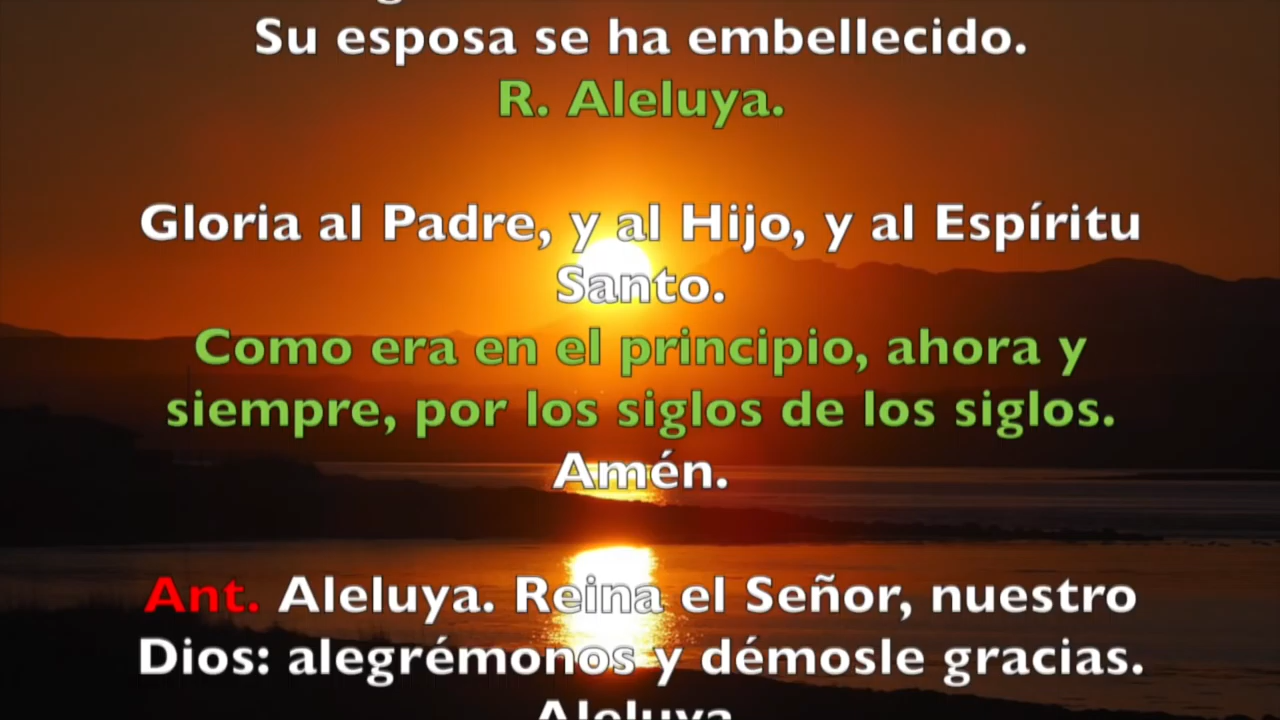 Su esposa se ha embellecido.
R. Aleluya.
Gloria al Padre, y al Hijo, y al Espíritu
Santo.
Como era en el principio, ahora y
siempre, por los siglos de los siglos.
Amén.
Ant. Aleluya. Reina el Señor, nuestro
Dios: alegrémonos y démosle gracias.
Aleluya